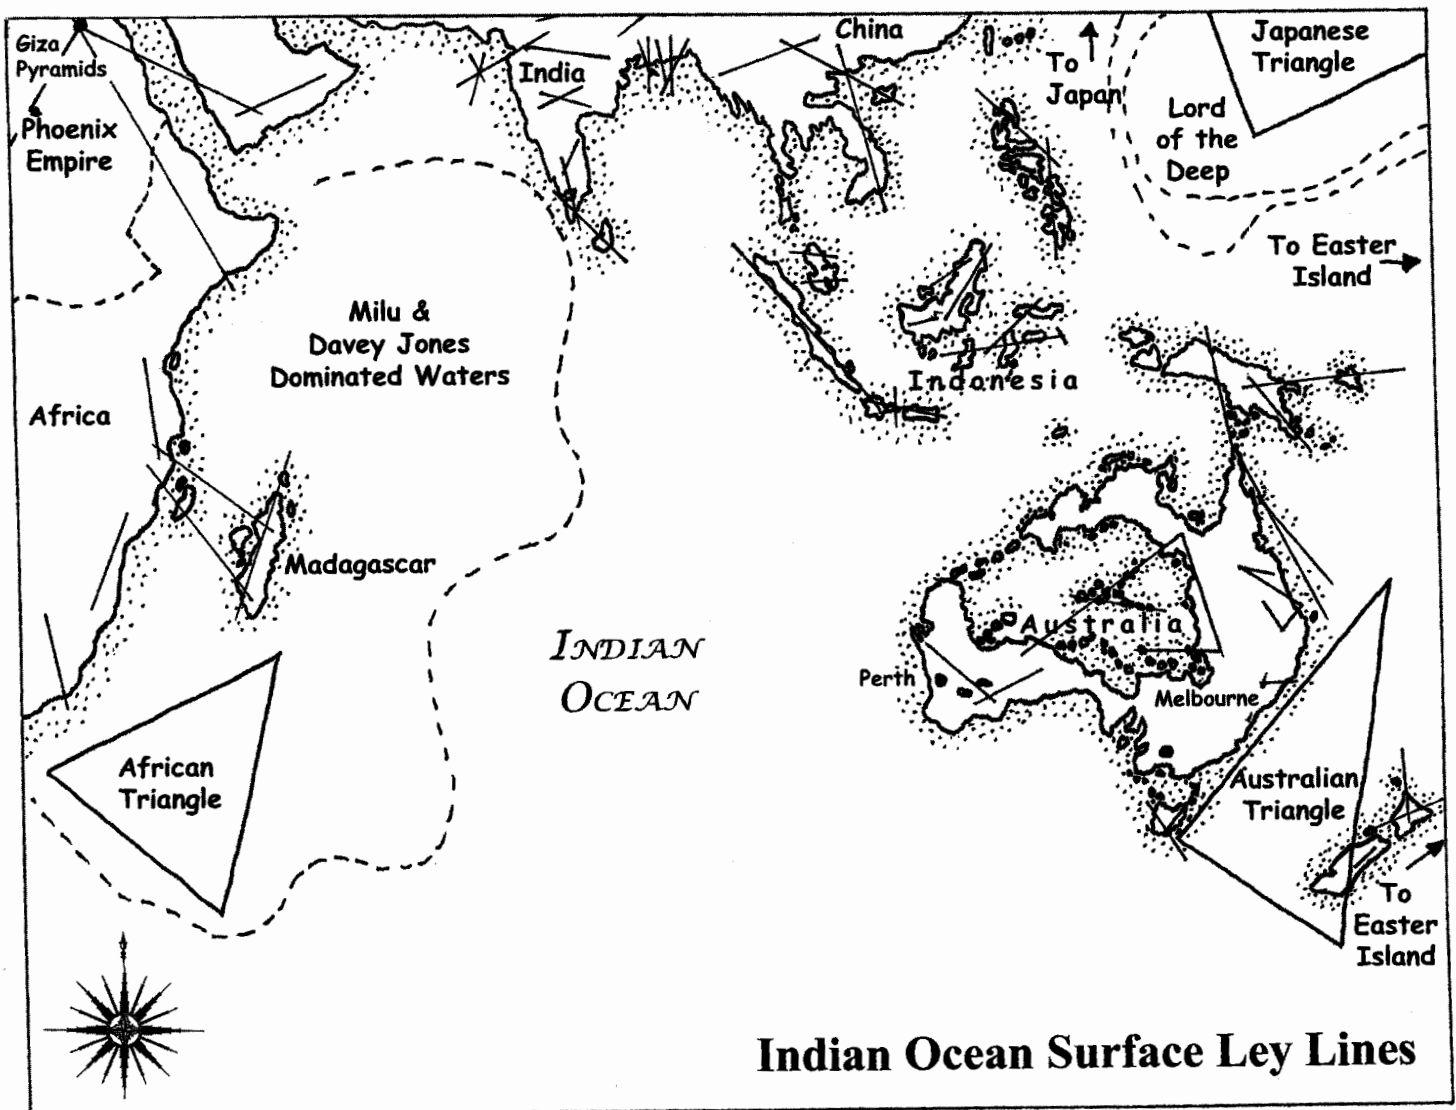 Giza
Pyramids
Phoenix
Empire
India
China
To
Japan
Japanese
Triangle
Lord
of the
Deep
To Easter
Island
Milu &
Davey Jones
Dominated Waters
Indonesia
Africa
Madagascar
INDIAN
OCEAN
Australia
Perth
Melbourne
African
Triangle
Australian
Triangle
To
Easter
Island
Indian Ocean Surface Ley Lines